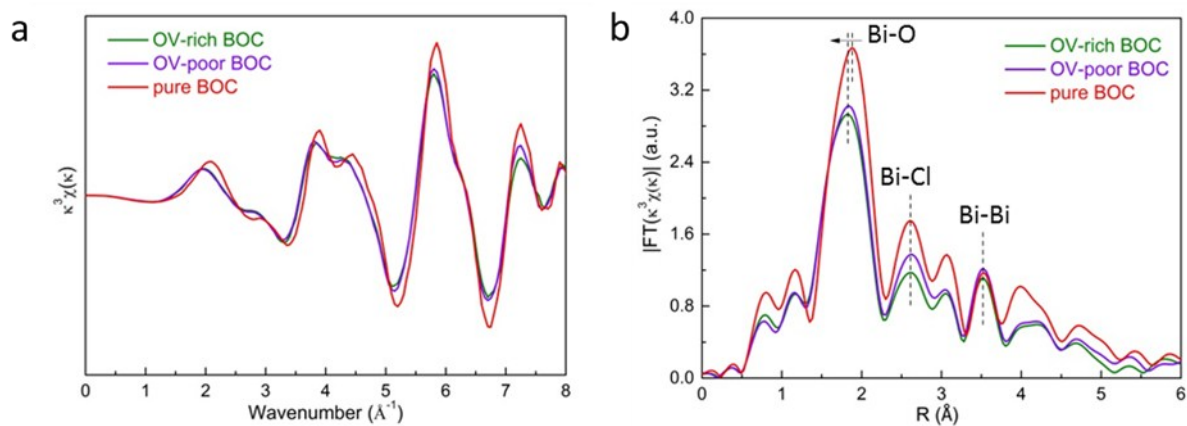 a
OV-rich BOC
OV-poor BOC
pure BOC
κ³χ(κ)
0 1 2 3 4 5 6 7 8
Wavenumber (Å⁻¹)
b
4.0
3.2
2.4
1.6
0.8
0.0
|FT(κ³χ(κ)| (a.u.)
Bi-O
OV-rich BOC
OV-poor BOC
pure BOC
Bi-Cl
Bi-Bi
0 1 2 3 4 5 6
R (Å)